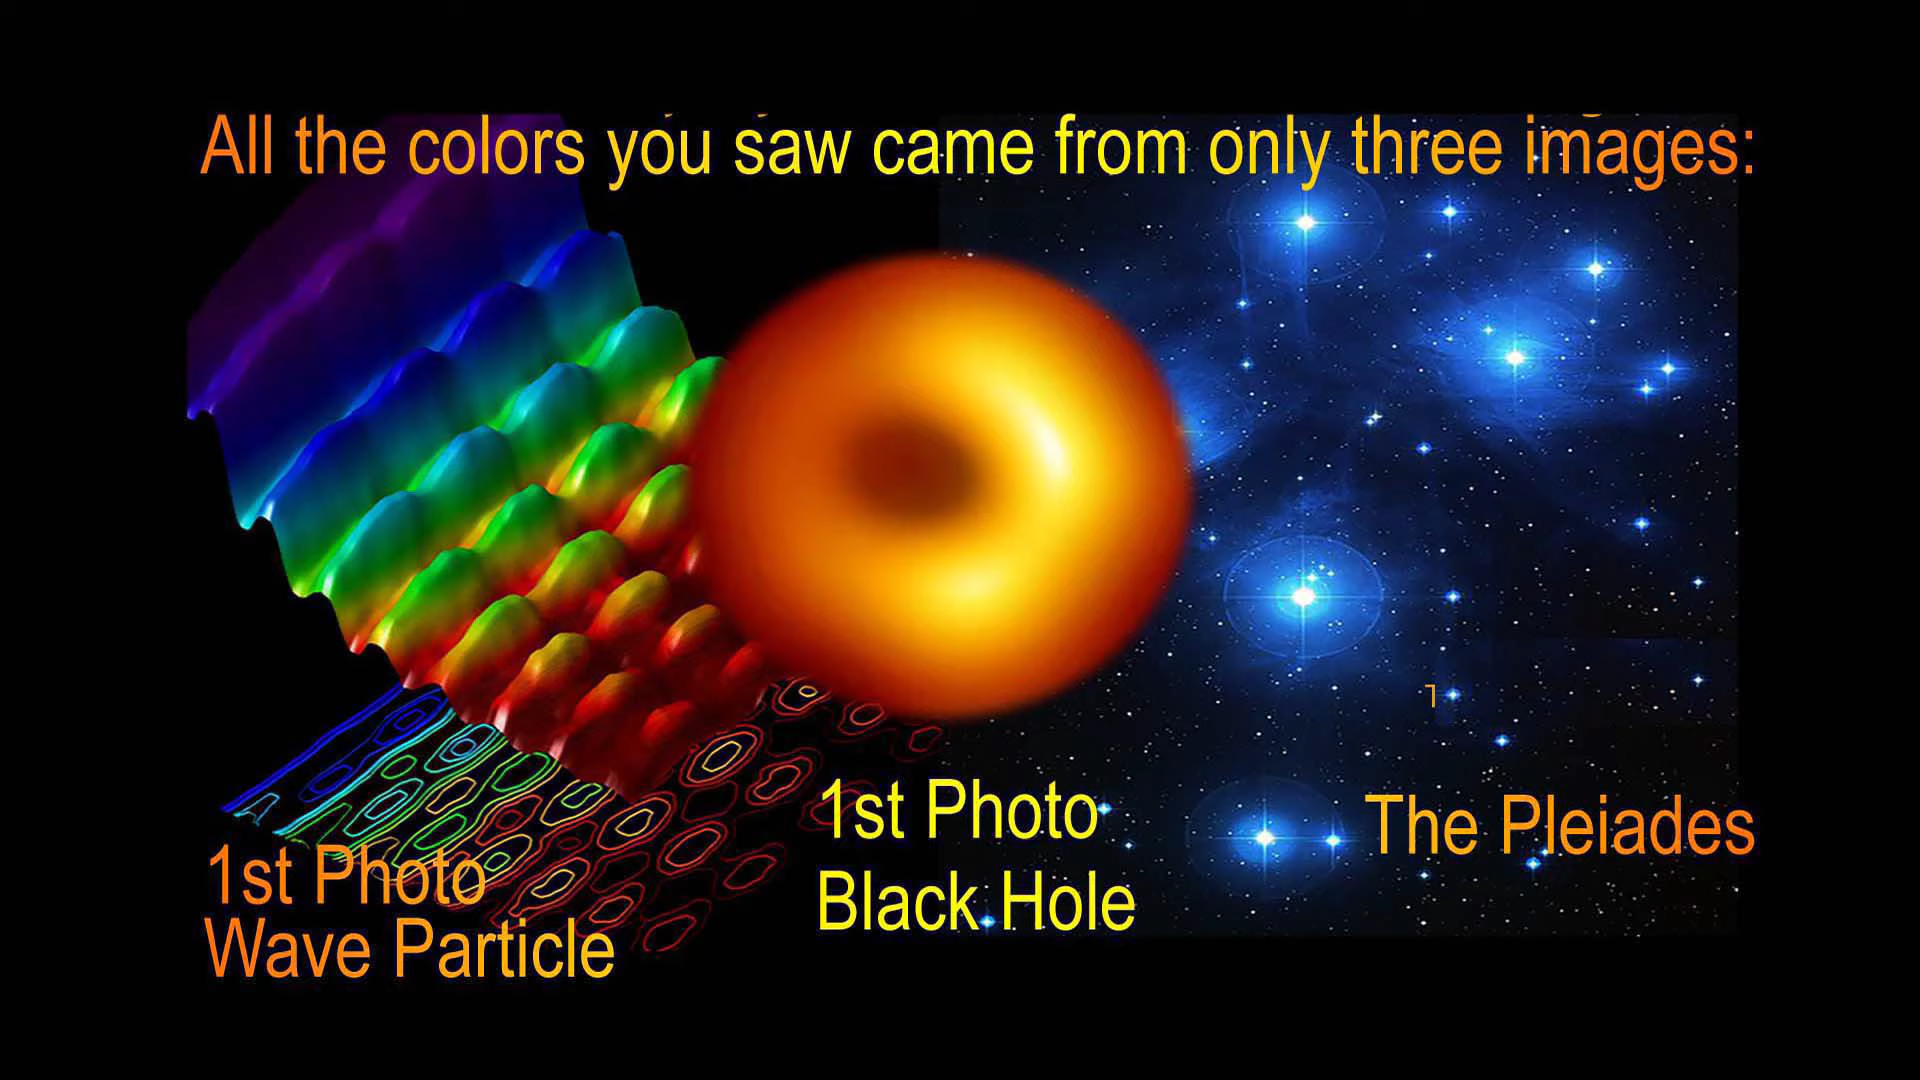 All the colors you saw came from only three images:
1st Photo
Wave Particle
1st Photo
Black Hole
The Pleiades